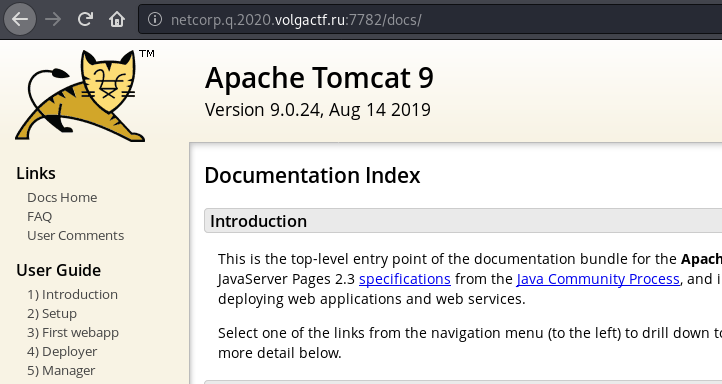 netcorp.q.2020.volgactf.ru:7782/docs/
TM
Apache Tomcat 9
Version 9.0.24, Aug 14 2019
Links
Docs Home
FAQ
User Comments
User Guide
1) Introduction
2) Setup
3) First webapp
4) Deployer
5) Manager
Documentation Index
Introduction
This is the top-level entry point of the documentation bundle for the
JavaServer Pages 2.3 specifications from the Java Community Process, and
deploying web applications and web services.
Select one of the links from the navigation menu (to the left) to drill down
more detail below.